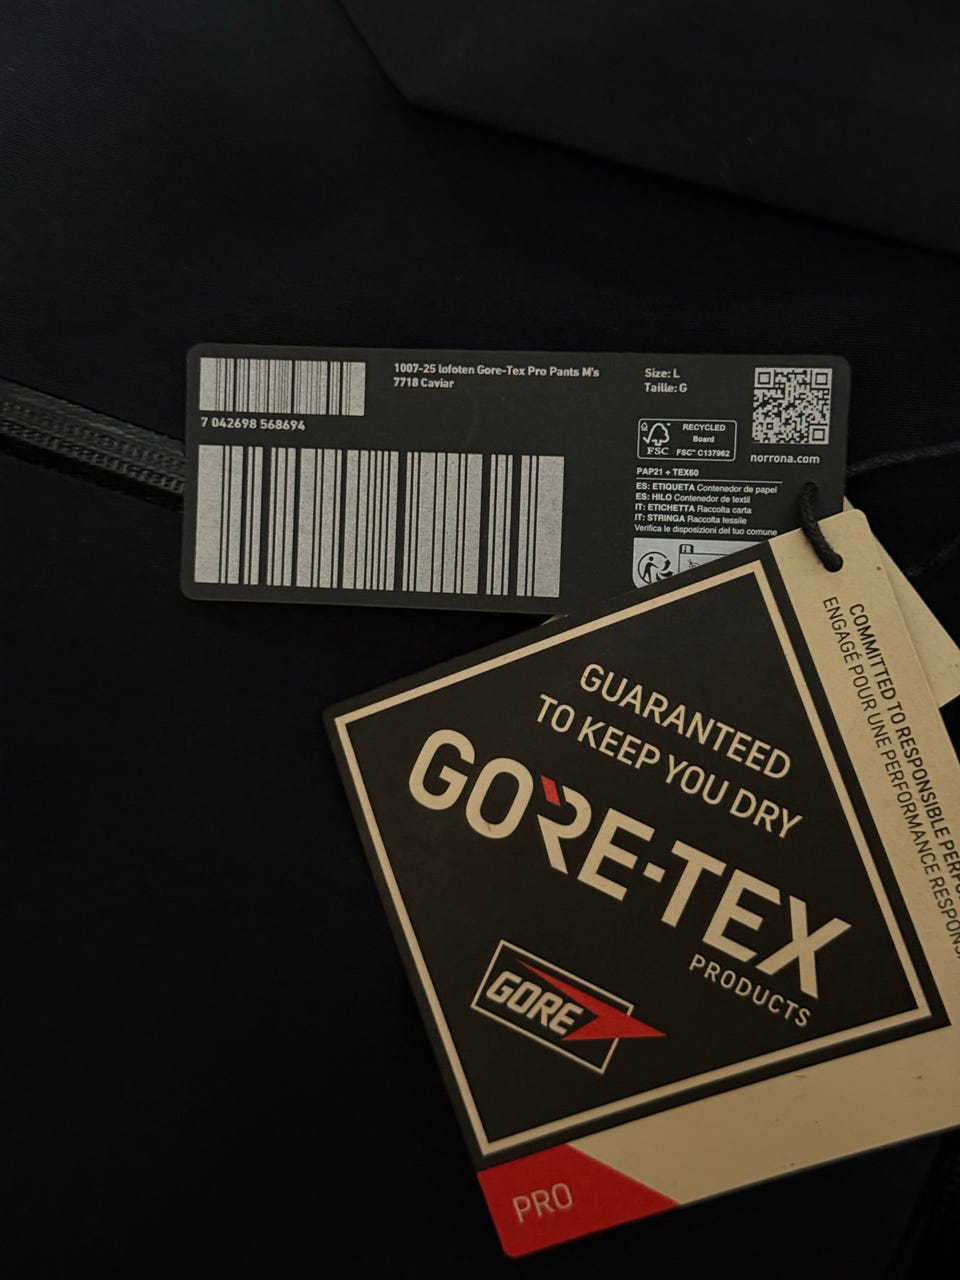 1007-25 lofoten Gore-Tex Pro Pants M's
7718 Caviar
Size: L
Taille: G
7 042698 568694
norrona.com
FSC
RECYCLED
Board
FSC® C137962
PAP21 + TEX60
ES: ETIQUETA Contenedor de papel
ES: HILO Contenedor de textil
IT: ETICHETTA Raccolta carta
IT: STRINGA Raccolta tessile
Verifica le disposizioni del tuo comune
FR
COMMITTED TO RESPONSIBLE
ENGAGÉ POUR UNE PERFORMANCE
GUARANTEED
TO KEEP YOU DRY
GORE-TEX
PRODUCTS
GORE
PRO